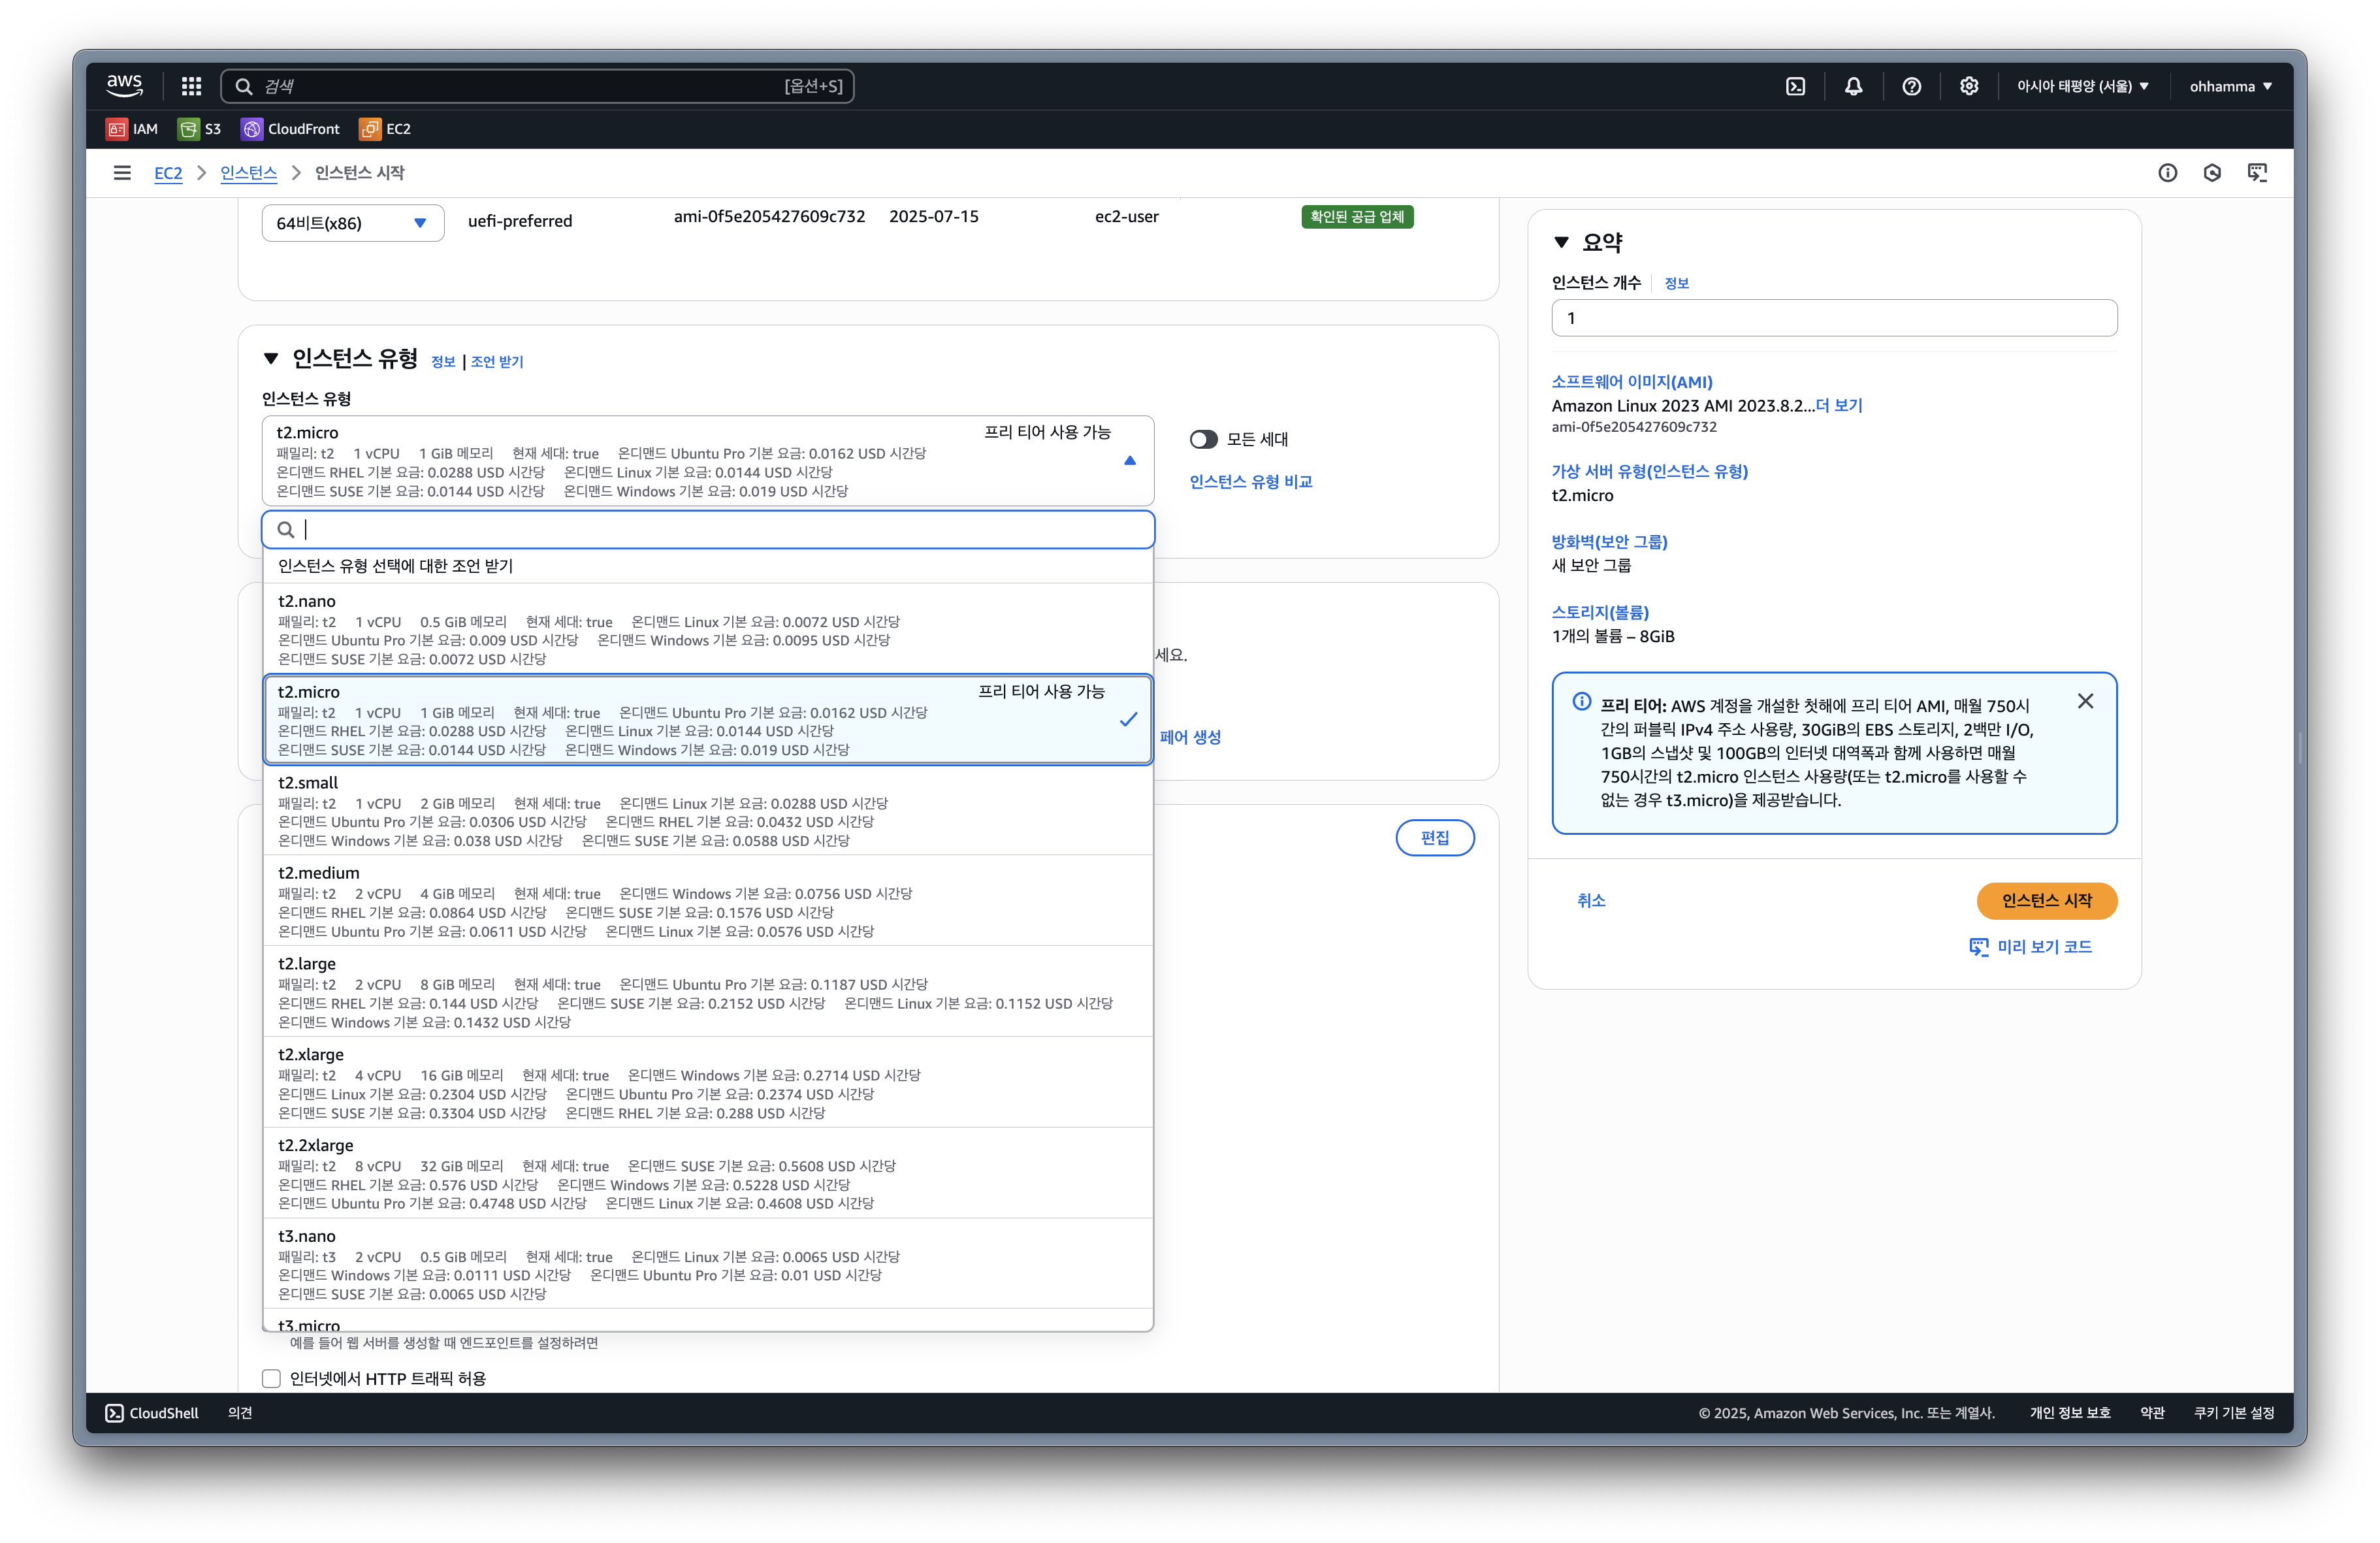 aws
검색
[옵션+S]
아시아 태평양 (서울)
ohhamma
IAM
S3
CloudFront
EC2
EC2
인스턴스
인스턴스 시작
64비트(x86)
uefi-preferred
ami-0f5e205427609c732
2025-07-15
ec2-user
확인된 공급 업체
인스턴스 유형 정보 | 조언 받기
인스턴스 유형
t2.micro
프리 티어 사용 가능
패밀리: t2 1 vCPU 1 GiB 메모리 현재 세대: true 온디맨드 Ubuntu Pro 기본 요금: 0.0162 USD 시간당
온디맨드 RHEL 기본 요금: 0.0288 USD 시간당 온디맨드 Linux 기본 요금: 0.0144 USD 시간당
온디맨드 SUSE 기본 요금: 0.0144 USD 시간당 온디맨드 Windows 기본 요금: 0.019 USD 시간당
모든 세대
인스턴스 유형 비교
인스턴스 유형 선택에 대한 조언 받기
t2.nano
패밀리: t2 1 vCPU 0.5 GiB 메모리 현재 세대: true 온디맨드 Linux 기본 요금: 0.0072 USD 시간당
온디맨드 Ubuntu Pro 기본 요금: 0.009 USD 시간당 온디맨드 Windows 기본 요금: 0.0095 USD 시간당
온디맨드 SUSE 기본 요금: 0.0072 USD 시간당
t2.micro
프리 티어 사용 가능
패밀리: t2 1 vCPU 1 GiB 메모리 현재 세대: true 온디맨드 Ubuntu Pro 기본 요금: 0.0162 USD 시간당
온디맨드 RHEL 기본 요금: 0.0288 USD 시간당 온디맨드 Linux 기본 요금: 0.0144 USD 시간당
온디맨드 SUSE 기본 요금: 0.0144 USD 시간당 온디맨드 Windows 기본 요금: 0.019 USD 시간당
t2.small
패밀리: t2 1 vCPU 2 GiB 메모리 현재 세대: true 온디맨드 Linux 기본 요금: 0.0288 USD 시간당
온디맨드 Ubuntu Pro 기본 요금: 0.0306 USD 시간당 온디맨드 RHEL 기본 요금: 0.0432 USD 시간당
온디맨드 Windows 기본 요금: 0.038 USD 시간당 온디맨드 SUSE 기본 요금: 0.0588 USD 시간당
t2.medium
패밀리: t2 2 vCPU 4 GiB 메모리 현재 세대: true 온디맨드 Windows 기본 요금: 0.0756 USD 시간당
온디맨드 RHEL 기본 요금: 0.0864 USD 시간당 온디맨드 SUSE 기본 요금: 0.1576 USD 시간당
온디맨드 Ubuntu Pro 기본 요금: 0.0611 USD 시간당 온디맨드 Linux 기본 요금: 0.0576 USD 시간당
t2.large
패밀리: t2 2 vCPU 8 GiB 메모리 현재 세대: true 온디맨드 Ubuntu Pro 기본 요금: 0.1187 USD 시간당
온디맨드 RHEL 기본 요금: 0.144 USD 시간당 온디맨드 SUSE 기본 요금: 0.2152 USD 시간당 온디맨드 Linux 기본 요금: 0.1152 USD 시간당
온디맨드 Windows 기본 요금: 0.1432 USD 시간당
t2.xlarge
패밀리: t2 4 vCPU 16 GiB 메모리 현재 세대: true 온디맨드 Windows 기본 요금: 0.2714 USD 시간당
온디맨드 Linux 기본 요금: 0.2304 USD 시간당 온디맨드 Ubuntu Pro 기본 요금: 0.2374 USD 시간당
온디맨드 SUSE 기본 요금: 0.3304 USD 시간당 온디맨드 RHEL 기본 요금: 0.288 USD 시간당
t2.2xlarge
패밀리: t2 8 vCPU 32 GiB 메모리 현재 세대: true 온디맨드 SUSE 기본 요금: 0.5608 USD 시간당
온디맨드 RHEL 기본 요금: 0.576 USD 시간당 온디맨드 Windows 기본 요금: 0.5228 USD 시간당
온디맨드 Ubuntu Pro 기본 요금: 0.4748 USD 시간당 온디맨드 Linux 기본 요금: 0.4608 USD 시간당
t3.nano
패밀리: t3 2 vCPU 0.5 GiB 메모리 현재 세대: true 온디맨드 Linux 기본 요금: 0.0065 USD 시간당
온디맨드 Windows 기본 요금: 0.0111 USD 시간당 온디맨드 Ubuntu Pro 기본 요금: 0.01 USD 시간당
온디맨드 SUSE 기본 요금: 0.0065 USD 시간당
t3.micro
세요.
페어 생성
편집
예를 들어 웹 서버를 생성할 때 엔드포인트를 설정하려면
인터넷에서 HTTP 트래픽 허용
요약
인스턴스 개수
정보
1
소프트웨어 이미지(AMI)
Amazon Linux 2023 AMI 2023.8.2...더 보기
ami-0f5e205427609c732
가상 서버 유형(인스턴스 유형)
t2.micro
방화벽(보안 그룹)
새 보안 그룹
스토리지(볼륨)
1개의 볼륨 – 8GiB
프리 티어: AWS 계정을 개설한 첫해에 프리 티어 AMI, 매월 750시
간의 퍼블릭 IPv4 주소 사용량, 30GiB의 EBS 스토리지, 2백만 I/O,
1GB의 스냅샷 및 100GB의 인터넷 대역폭과 함께 사용하면 매월
750시간의 t2.micro 인스턴스 사용량(또는 t2.micro를 사용할 수
없는 경우 t3.micro)을 제공받습니다.
취소
인스턴스 시작
미리 보기 코드
CloudShell
의견
© 2025, Amazon Web Services, Inc. 또는 계열사.
개인 정보 보호
약관
쿠키 기본 설정